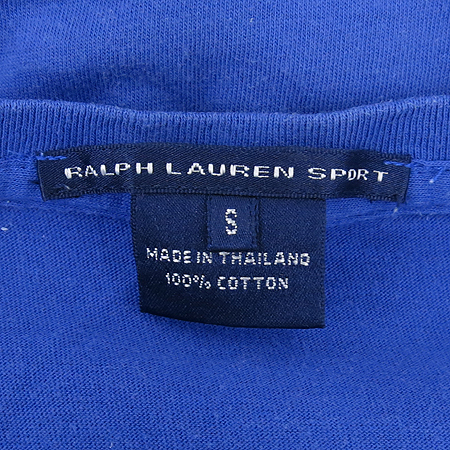 RALPH LAUREN SPORT
S
MADE IN THAILAND
100% COTTON